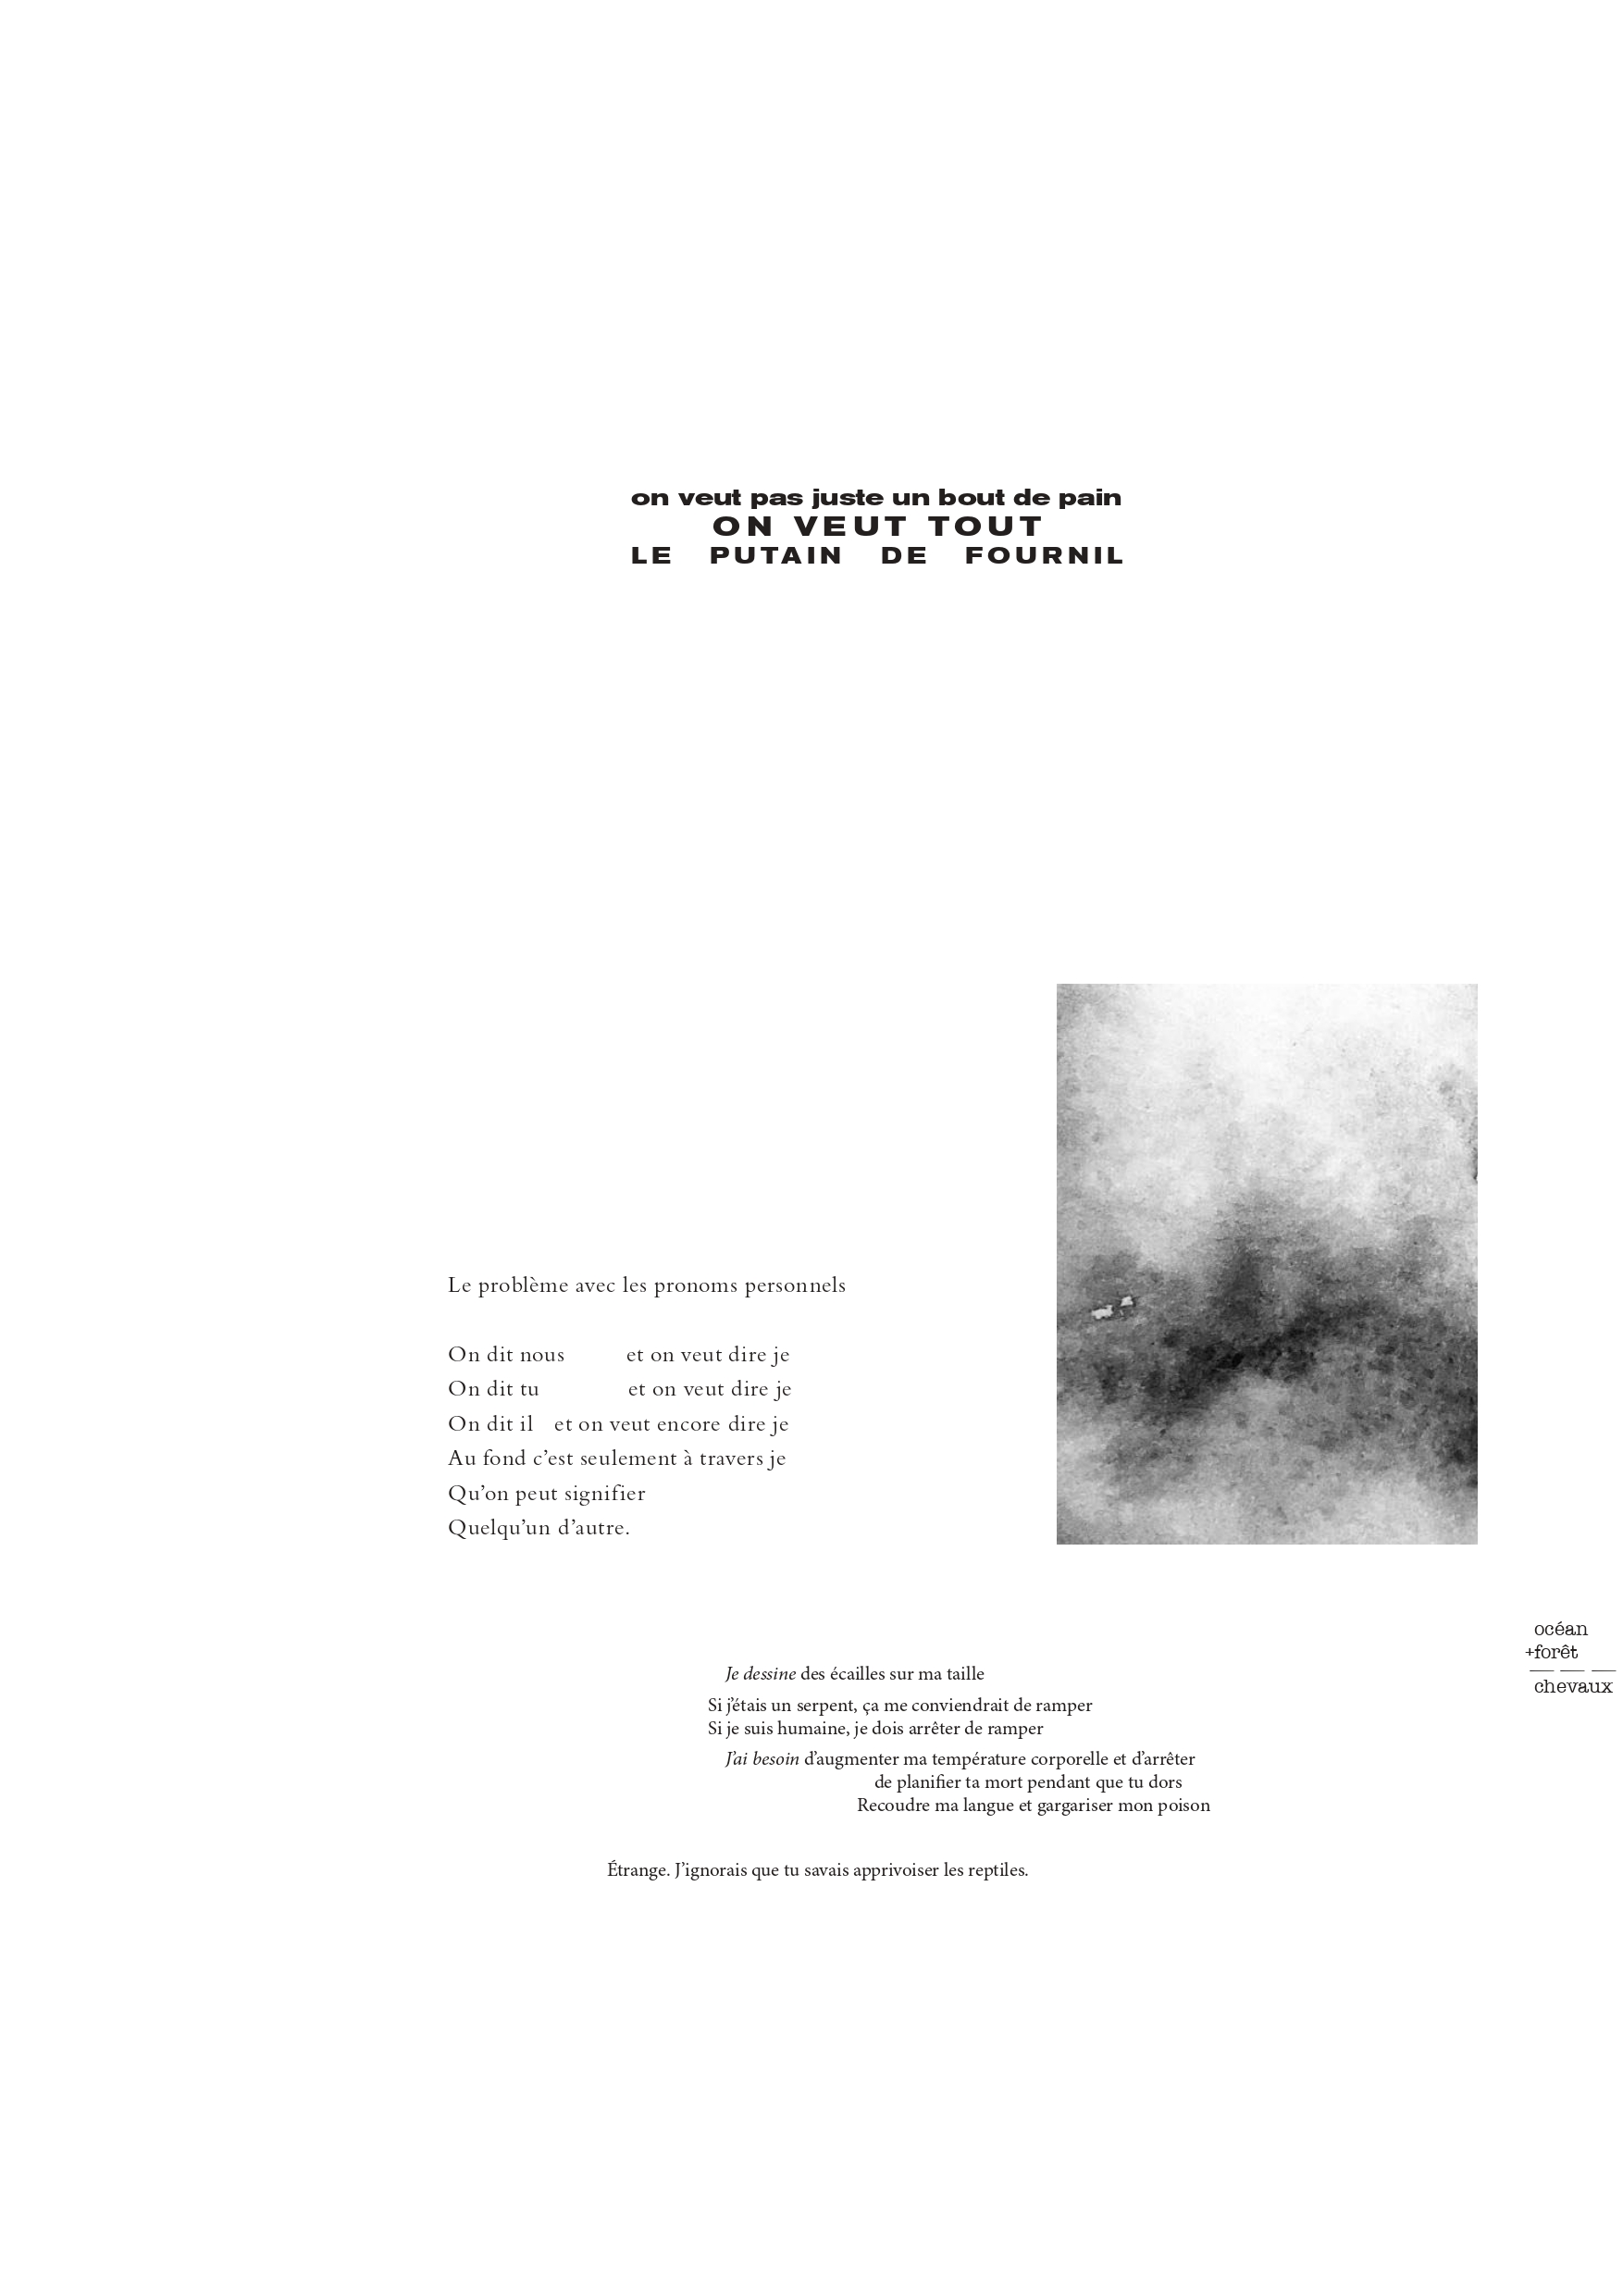 on veut pas juste un bout de pain
ON VEUT TOUT
LE PUTAIN DE FOURNIL
Le problème avec les pronoms personnels
On dit nous et on veut dire je
On dit tu et on veut dire je
On dit il et on veut encore dire je
Au fond c’est seulement à travers je
Qu’on peut signifier
Quelqu’un d’autre.
océan
+forêt
chevaux
Je dessine des écailles sur ma taille
Si j’étais un serpent, ça me conviendrait de ramper
Si je suis humaine, je dois arrêter de ramper
J’ai besoin d’augmenter ma température corporelle et d’arrêter
de planifier ta mort pendant que tu dors
Recoudre ma langue et gargariser mon poison
Étrange. J’ignorais que tu savais apprivoiser les reptiles.